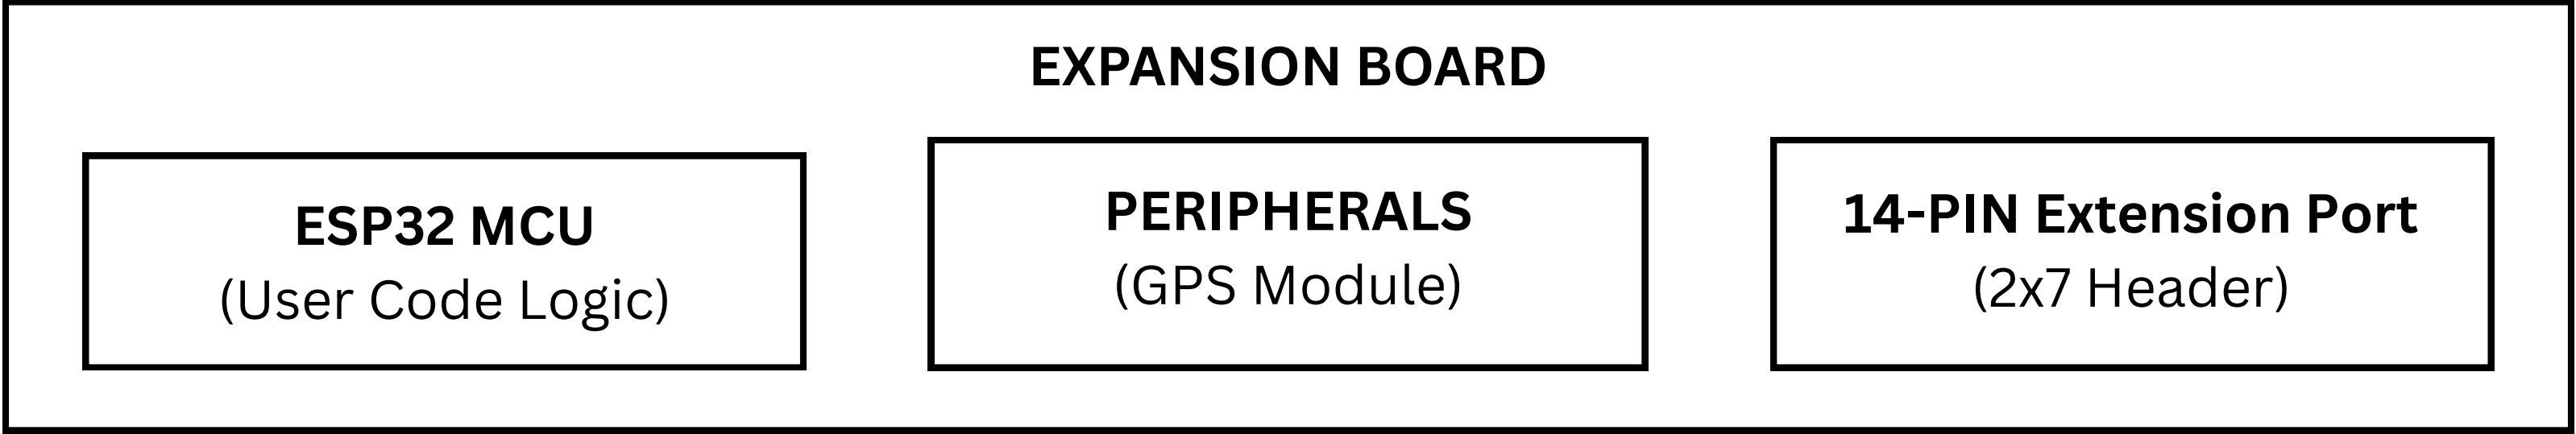 EXPANSION BOARD
ESP32 MCU
(User Code Logic)
PERIPHERALS
(GPS Module)
14-PIN Extension Port
(2x7 Header)